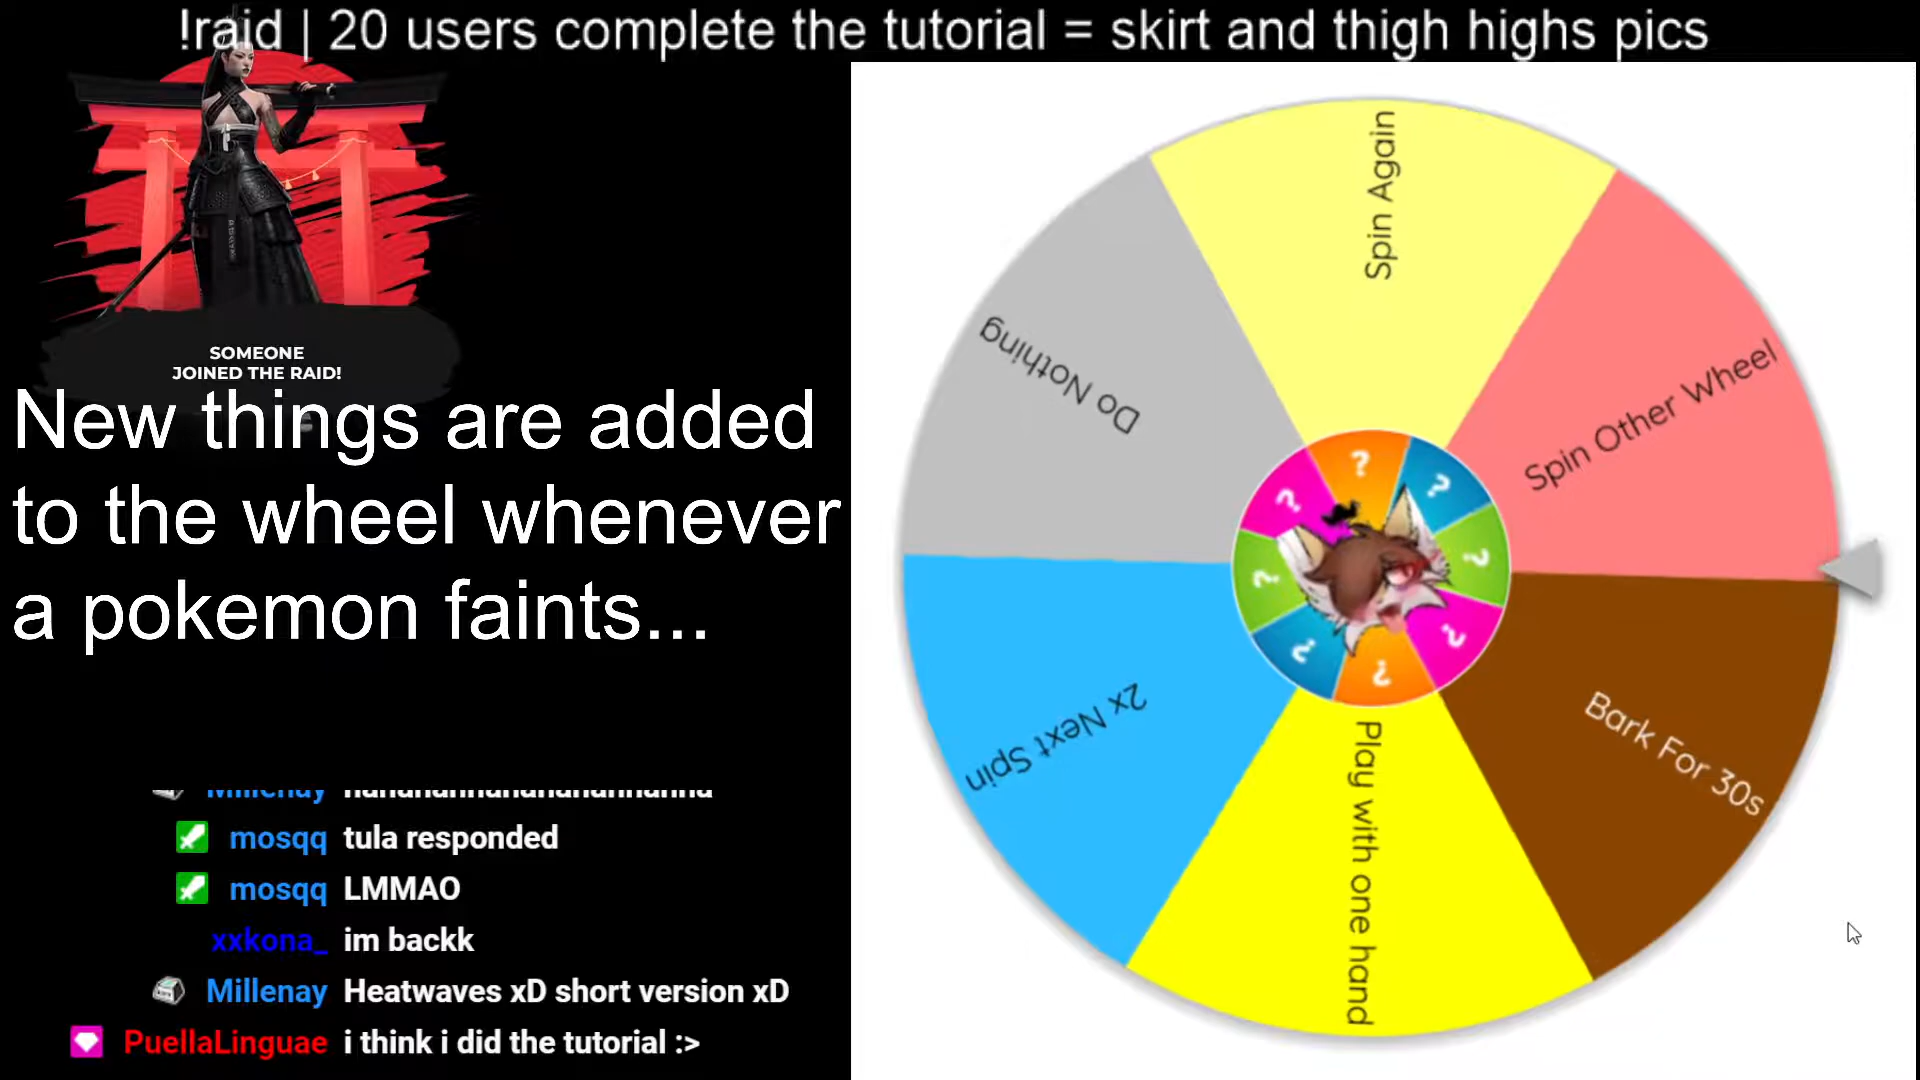 !raid | 20 users complete the tutorial = skirt and thigh highs pics
SOMEONE
JOINED THE RAID!
New things are added
to the wheel whenever
a pokemon faints...
Millenay
mosqq tula responded
mosqq LMMAO
xxkona_ im backk
Millenay Heatwaves xD short version xD
PuellaLinguae i think i did the tutorial :>
Spin Again
Spin Other Wheel
Bark For 30s
Play with one hand
2x Next Spin
Do Nothing
? ? ? ? ? ? ? ? ?